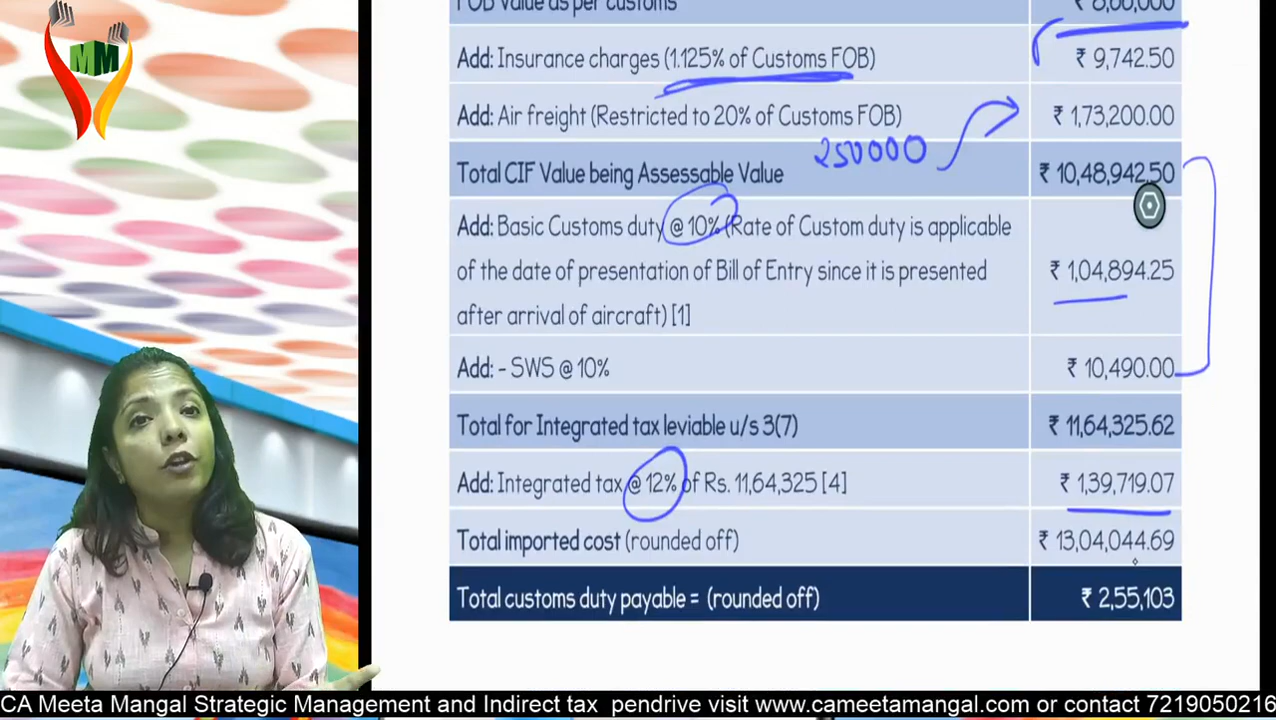 MM
FOB Value as per customs
Add: Insurance charges (1.125% of Customs FOB) ₹ 9,742.50
Add: Air freight (Restricted to 20% of Customs FOB) ₹ 1,73,200.00
250000
Total CIF Value being Assessable Value ₹ 10,48,942.50
Add: Basic Customs duty @ 10% (Rate of Custom duty is applicable
of the date of presentation of Bill of Entry since it is presented ₹ 1,04,894.25
after arrival of aircraft) [1]
Add: - SWS @ 10% ₹ 10,490.00
Total for Integrated tax leviable u/s 3(7) ₹ 11,64,325.62
Add: Integrated tax @ 12% of Rs. 11,64,325 [4] ₹ 1,39,719.07
Total imported cost (rounded off) ₹ 13,04,044.69
Total customs duty payable = (rounded off) ₹ 2,55,103
CA Meeta Mangal Strategic Management and Indirect tax pendrive visit www.cameetamangal.com or contact 7219050216